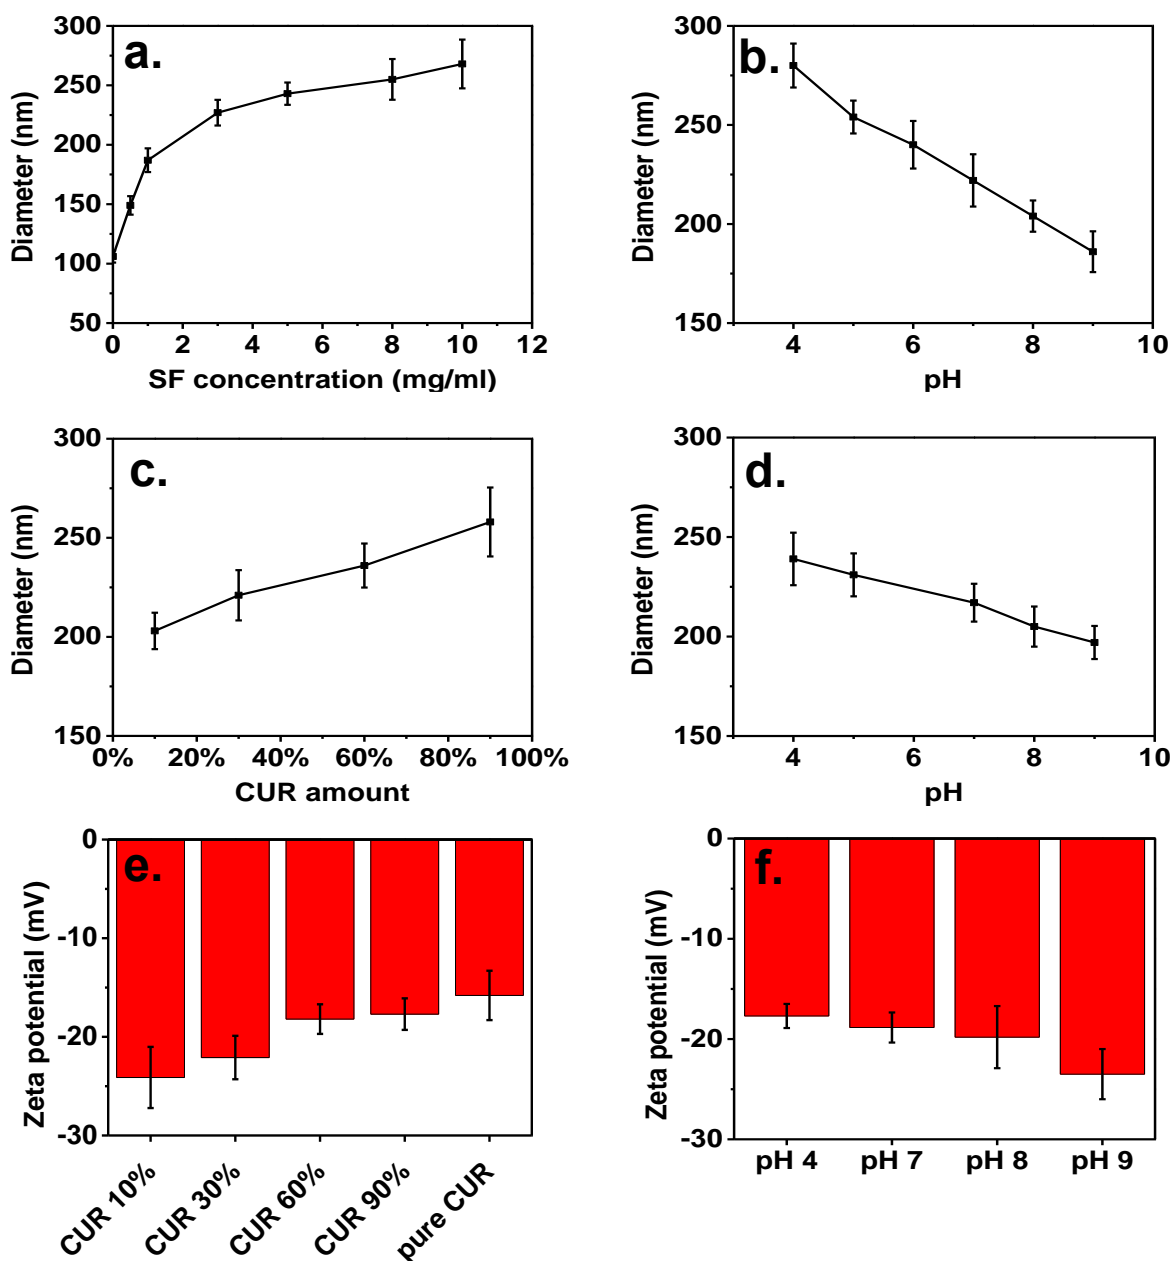 a.
Diameter (nm)
300
250
200
150
100
50
0 2 4 6 8 10 12
SF concentration (mg/ml)
b.
Diameter (nm)
300
250
200
150
4 6 8 10
pH
c.
Diameter (nm)
300
250
200
150
0% 20% 40% 60% 80% 100%
CUR amount
d.
Diameter (nm)
300
250
200
150
4 6 8 10
pH
e.
Zeta potential (mV)
0
-10
-20
-30
CUR 10%
CUR 30%
CUR 60%
CUR 90%
pure CUR
f.
Zeta potential (mV)
0
-10
-20
-30
pH 4 pH 7 pH 8 pH 9